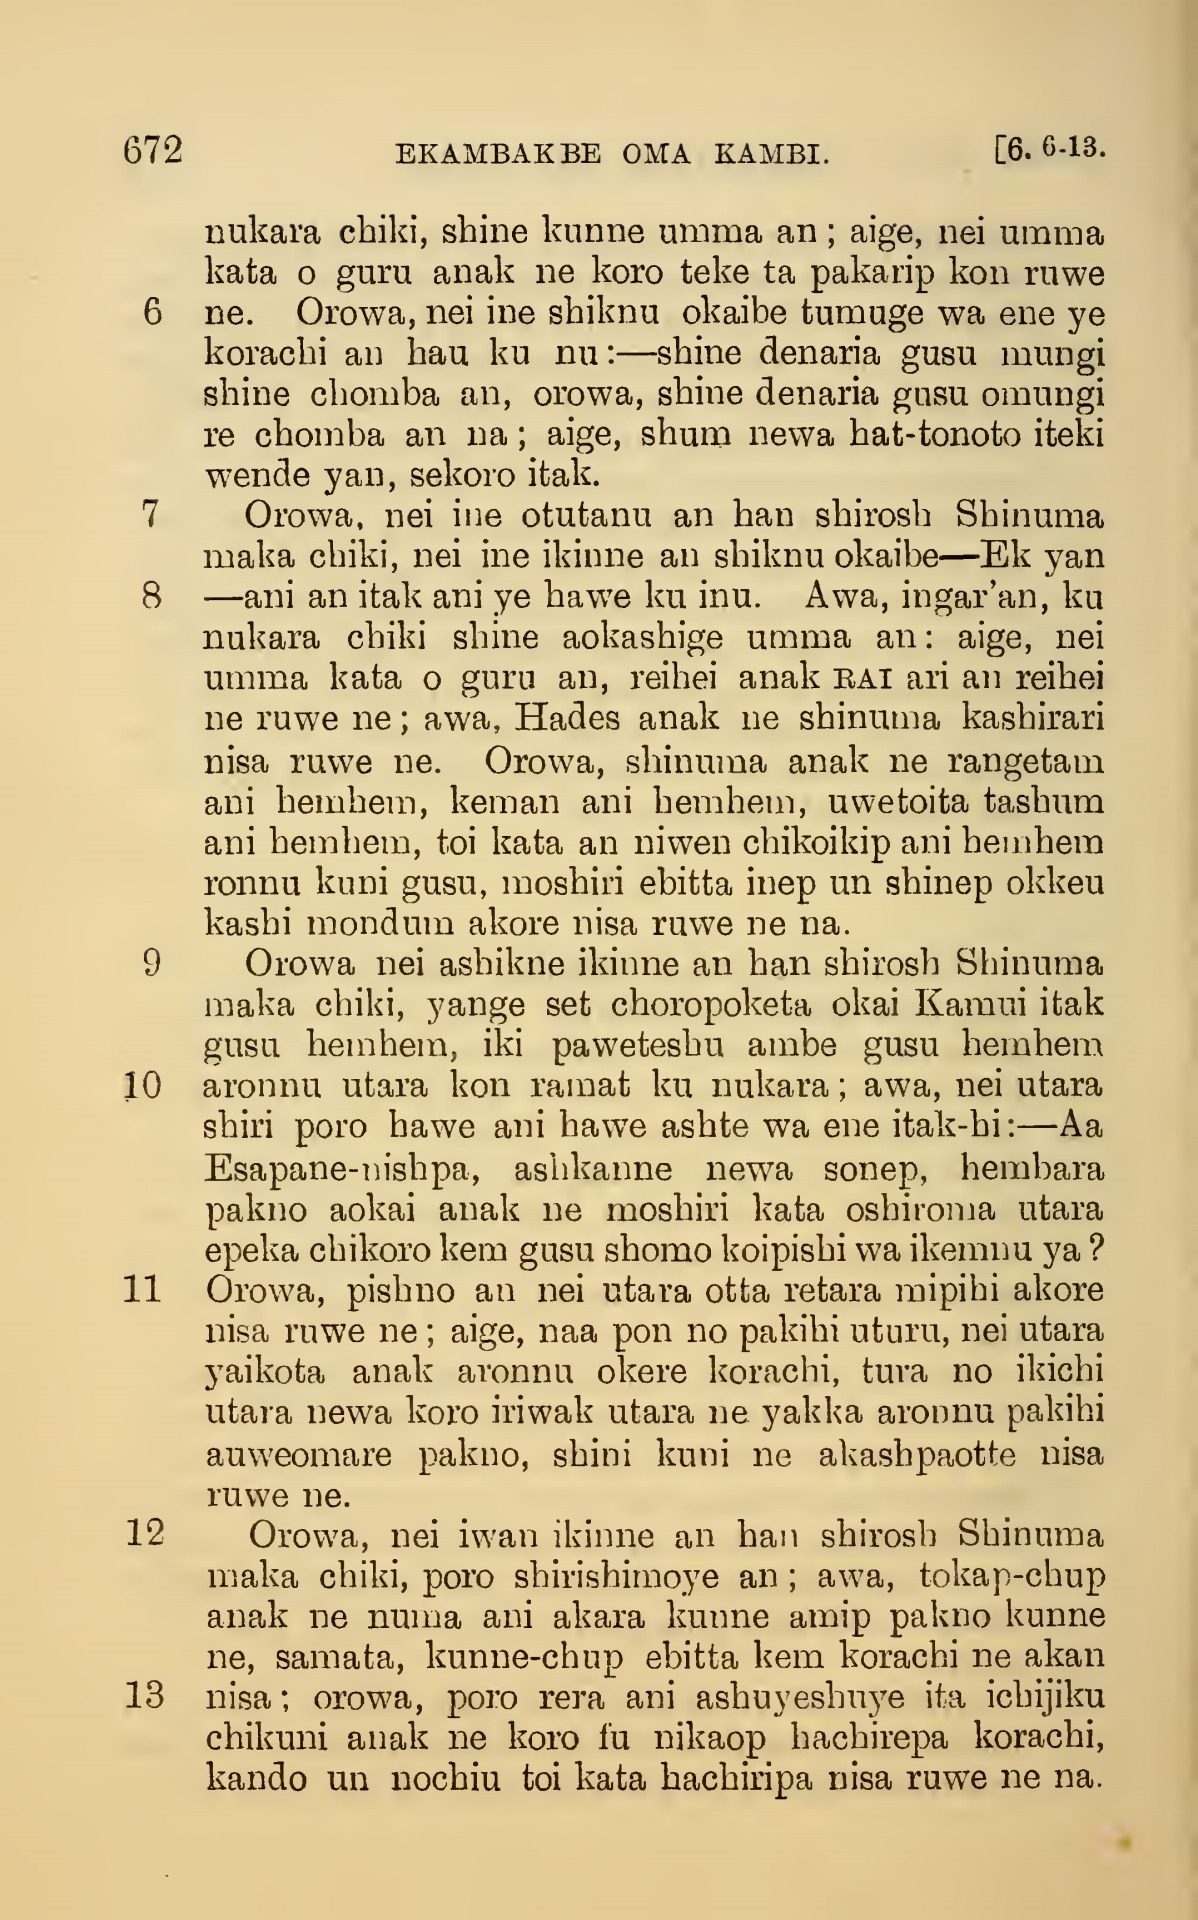 672 EKAMBAKBE OMA KAMBI. [6. 6-13.
nukara chiki, shine kunne umma an; aige, nei umma
kata o guru anak ne koro teke ta pakarip kon ruwe
6 ne. Orowa, nei ine shiknu okaibe tumuge wa ene ye
korachi an hau ku nu:—shine denaria gusu mungi
shine chomba an, orowa, shine denaria gusu omungi
re chomba an na; aige, shum newa hat-tonoto iteki
wende yan, sekoro itak.
7 Orowa, nei ine otutanu an han shirosh Shinuma
maka chiki, nei ine ikinne an shiknu okaibe—Ek yan
8 —ani an itak ani ye hawe ku inu. Awa, ingar'an, ku
nukara chiki shine aokashige umma an: aige, nei
umma kata o guru an, reihei anak RAI ari an reihei
ne ruwe ne; awa, Hades anak ne shinuma kashirari
nisa ruwe ne. Orowa, shinuma anak ne rangetam
ani hemhem, keman ani hemhem, uwetoita tashum
ani hemhem, toi kata an niwen chikoikip ani hemhem
ronnu kuni gusu, moshiri ebitta inep un shinep okkeu
kashi mondum akore nisa ruwe ne na.
9 Orowa nei ashikne ikinne an han shirosh Shinuma
maka chiki, yange set choropoketa okai Kamui itak
gusu hemhem, iki paweteshu ambe gusu hemhem
10 aronnu utara kon ramat ku nukara; awa, nei utara
shiri poro hawe ani hawe ashte wa ene itak-hi:—Aa
Esapane-nishpa, ashkanne newa sonep, hembara
pakno aokai anak ne moshiri kata oshiroma utara
epeka chikoro kem gusu shomo koipishi wa ikemnu ya?
11 Orowa, pishno an nei utara otta retara mipihi akore
nisa ruwe ne; aige, naa pon no pakihi uturu, nei utara
yaikota anak aronnu okere korachi, tura no ikichi
utara newa koro iriwak utara ne yakka aronnu pakihi
auweomare pakno, shini kuni ne akashpaotte nisa
ruwe ne.
12 Orowa, nei iwan ikinne an han shirosh Shinuma
maka chiki, poro shirishimoye an; awa, tokap-chup
anak ne numa ani akara kunne amip pakno kunne
ne, samata, kunne-chup ebitta kem korachi ne akan
13 nisa; orowa, poro rera ani ashuyeshuye ita ichijiku
chikuni anak ne koro fu nikaop hachirepa korachi,
kando un nochiu toi kata hachiripa nisa ruwe ne na.